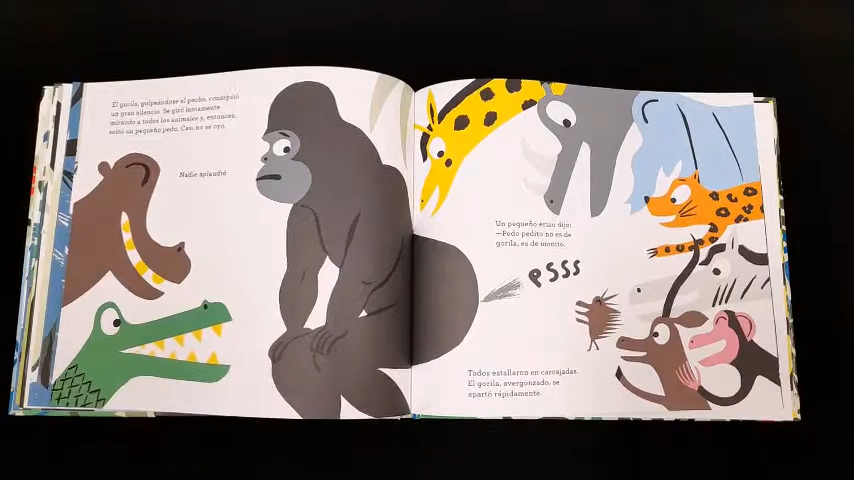 El gorila, golpeándose el pecho, consiguió
un gran silencio. Se giró lentamente
mirando a todos los animales y, entonces,
soltó un pequeño pedo. Casi no se oyó.
Nadie aplaudió.
Un pequeño erizo dijo:
—Pedo pedito no es de
gorila, es de monito.
PSSS
Todos estallaron en carcajadas.
El gorila, avergonzado, se
apartó rápidamente